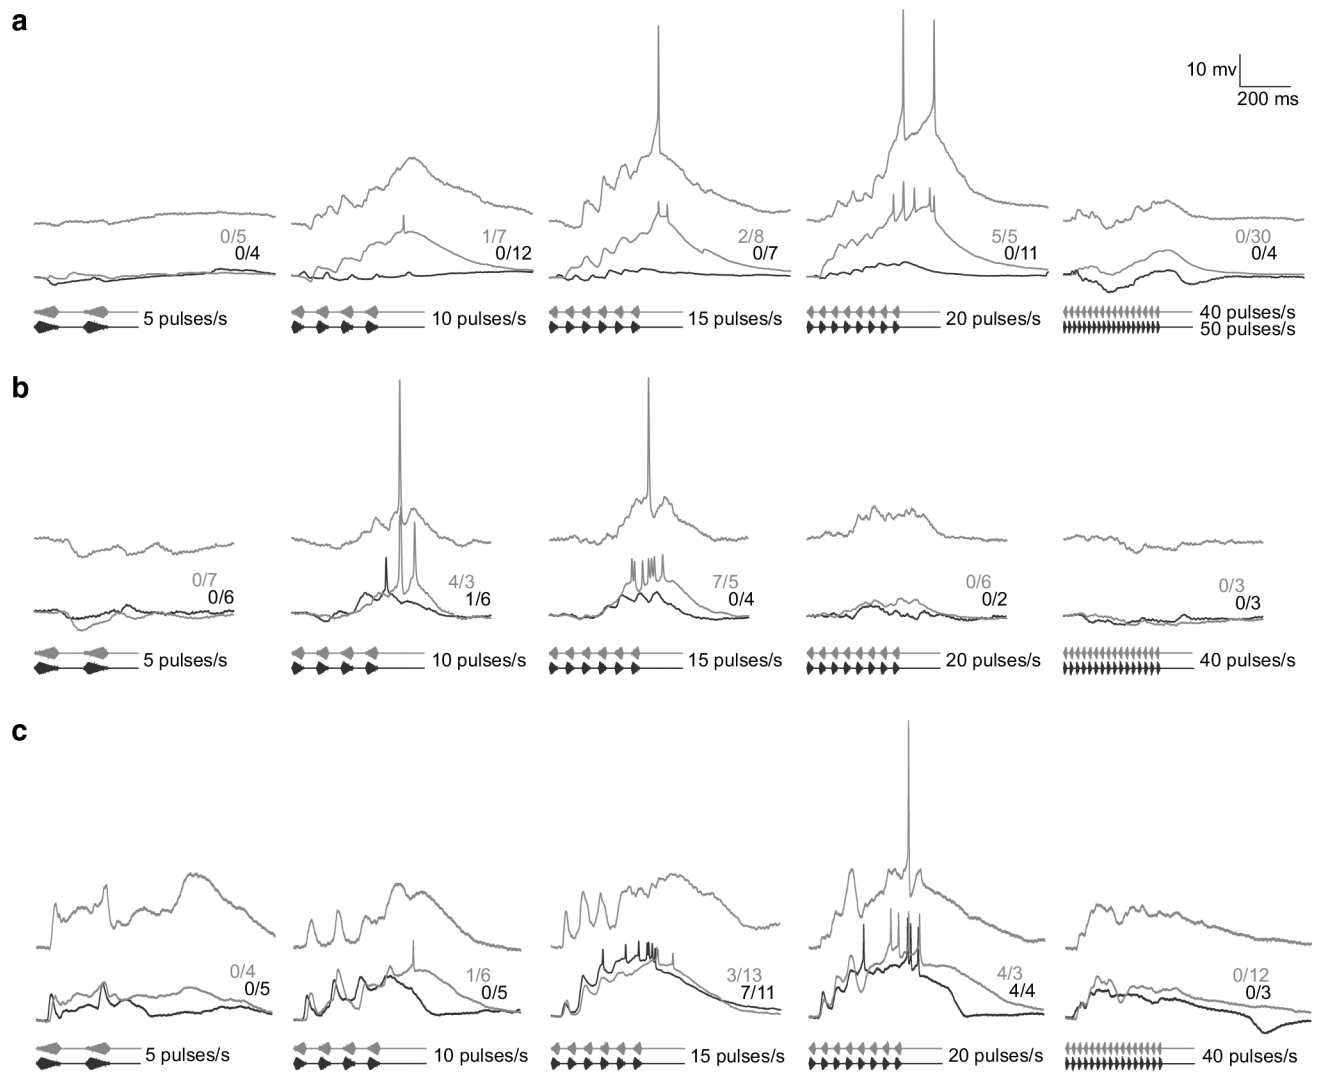 a
10 mv
200 ms
0/5
0/4
1/7
0/12
2/8
0/7
5/5
0/11
0/30
0/4
5 pulses/s
10 pulses/s
15 pulses/s
20 pulses/s
40 pulses/s
50 pulses/s
b
0/7
0/6
4/3
1/6
7/5
0/4
0/6
0/2
0/3
0/3
5 pulses/s
10 pulses/s
15 pulses/s
20 pulses/s
40 pulses/s
c
0/4
0/5
1/6
0/5
3/13
7/11
4/3
4/4
0/12
0/3
5 pulses/s
10 pulses/s
15 pulses/s
20 pulses/s
40 pulses/s